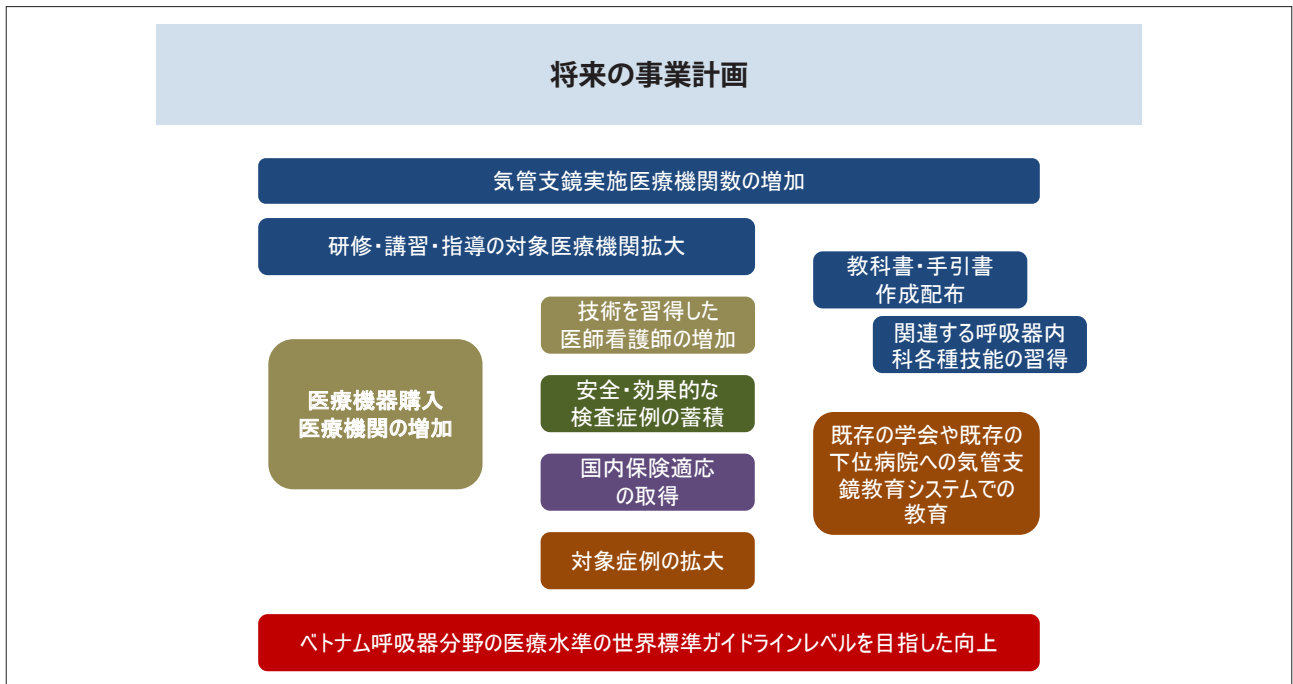 将来の事業計画
気管支鏡実施医療機関数の増加
研修・講習・指導の対象医療機関拡大
教科書・手引書
作成配布
技術を習得した
医師看護師の増加
関連する呼吸器内
科各種技能の習得
医療機器購入
医療機関の増加
安全・効果的な
検査症例の蓄積
既存の学会や既存の
下位病院への気管支
鏡教育システムでの
教育
国内保険適応
の取得
対象症例の拡大
ベトナム呼吸器分野の医療水準の世界標準ガイドラインレベルを目指した向上